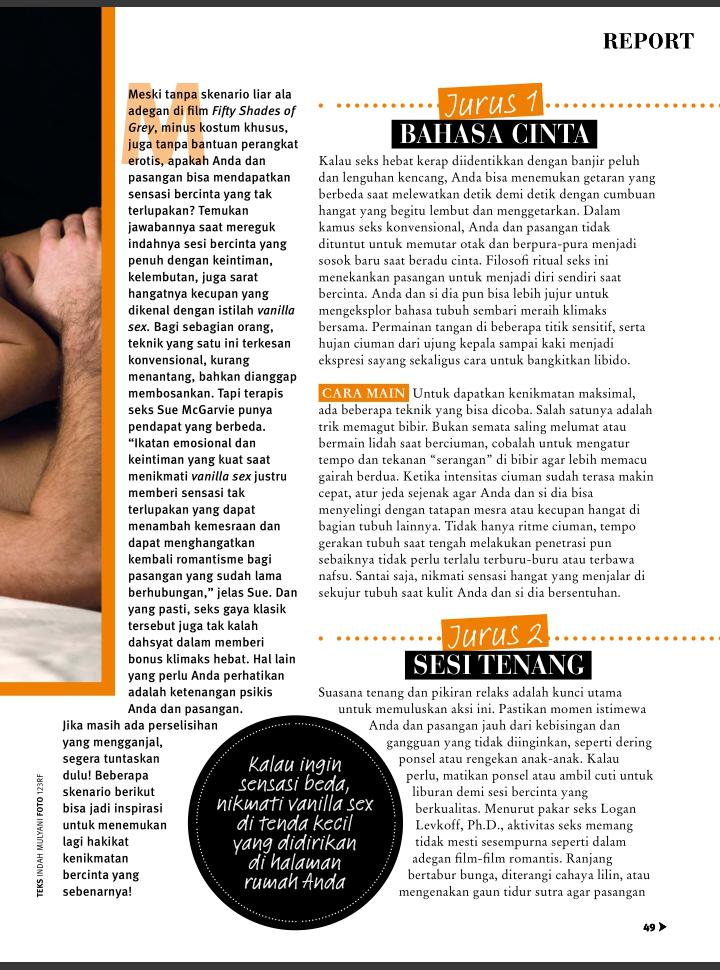 REPORT
Meski tanpa skenario liar ala
adegan di film Fifty Shades of
Grey, minus kostum khusus,
juga tanpa bantuan perangkat
erotis, apakah Anda dan
pasangan bisa mendapatkan
sensasi bercinta yang tak
terlupakan? Temukan
jawabannya saat mereguk
indahnya sesi bercinta yang
penuh dengan keintiman,
kelembutan, juga sarat
hangatnya kecupan yang
dikenal dengan istilah vanilla
sex. Bagi sebagian orang,
teknik yang satu ini terkesan
konvensional, kurang
menantang, bahkan dianggap
membosankan. Tapi terapis
seks Sue McGarvie punya
pendapat yang berbeda.
“Ikatan emosional dan
keintiman yang kuat saat
menikmati vanilla sex justru
memberi sensasi tak
terlupakan yang dapat
menambah kemesraan dan
dapat menghangatkan
kembali romantisme bagi
pasangan yang sudah lama
berhubungan,” jelas Sue. Dan
yang pasti, seks gaya klasik
tersebut juga tak kalah
dahsyat dalam memberi
bonus klimaks hebat. Hal lain
yang perlu Anda perhatikan
adalah ketenangan psikis
Anda dan pasangan.
Jika masih ada perselisihan
yang mengganjal,
segera tuntaskan
dulu! Beberapa
skenario berikut
bisa jadi inspirasi
untuk menemukan
lagi hakikat
kenikmatan
bercinta yang
sebenarnya!
TEKS INDAH MULYANI FOTO 123RF
Kalau ingin
sensasi beda,
nikmati vanilla sex
di tenda kecil
yang didirikan
di halaman
rumah Anda
Jurus 1
BAHASA CINTA
Kalau seks hebat kerap diidentikkan dengan banjir peluh
dan lenguhan kencang, Anda bisa menemukan getaran yang
berbeda saat melewatkan detik demi detik dengan cumbuan
hangat yang begitu lembut dan menggetarkan. Dalam
kamus seks konvensional, Anda dan pasangan tidak
dituntut untuk memutar otak dan berpura-pura menjadi
sosok baru saat beradu cinta. Filosofi ritual seks ini
menekankan pasangan untuk menjadi diri sendiri saat
bercinta. Anda dan si dia pun bisa lebih jujur untuk
mengeksplor bahasa tubuh sembari meraih klimaks
bersama. Permainan tangan di beberapa titik sensitif, serta
hujan ciuman dari ujung kepala sampai kaki menjadi
ekspresi sayang sekaligus cara untuk bangkitkan libido.
CARA MAIN Untuk dapatkan kenikmatan maksimal,
ada beberapa teknik yang bisa dicoba. Salah satunya adalah
trik memagut bibir. Bukan semata saling melumat atau
bermain lidah saat berciuman, cobalah untuk mengatur
tempo dan tekanan “serangan” di bibir agar lebih memacu
gairah berdua. Ketika intensitas ciuman sudah terasa makin
cepat, atur jeda sejenak agar Anda dan si dia bisa
menyelingi dengan tatapan mesra atau kecupan hangat di
bagian tubuh lainnya. Tidak hanya ritme ciuman, tempo
gerakan tubuh saat tengah melakukan penetrasi pun
sebaiknya tidak perlu terlalu terburu-buru atau terbawa
nafsu. Santai saja, nikmati sensasi hangat yang menjalar di
sekujur tubuh saat kulit Anda dan si dia bersentuhan.
Jurus 2
SESI TENANG
Suasana tenang dan pikiran relaks adalah kunci utama
untuk memuluskan aksi ini. Pastikan momen istimewa
Anda dan pasangan jauh dari kebisingan dan
gangguan yang tidak diinginkan, seperti dering
ponsel atau rengekan anak-anak. Kalau
perlu, matikan ponsel atau ambil cuti untuk
liburan demi sesi bercinta yang
berkualitas. Menurut pakar seks Logan
Levkoff, Ph.D., aktivitas seks memang
tidak mesti sesempurna seperti dalam
adegan film-film romantis. Ranjang
bertabur bunga, diterangi cahaya lilin, atau
mengenakan gaun tidur sutra agar pasangan
49